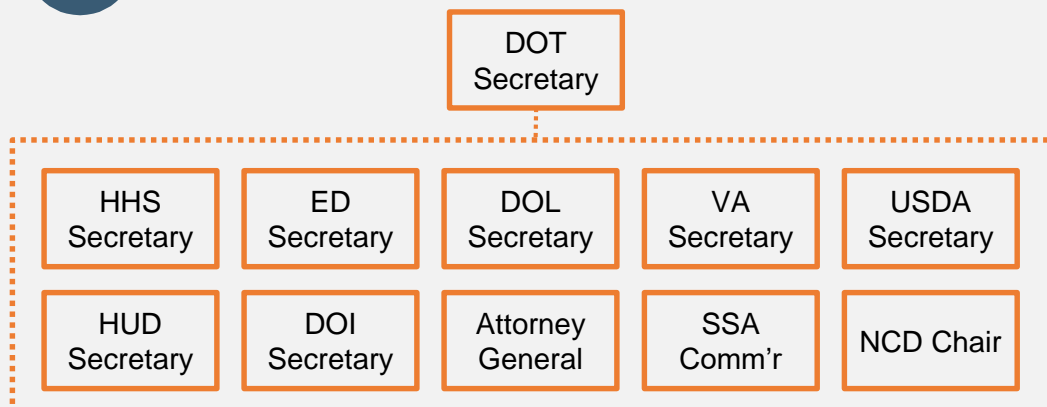 DOT
Secretary
HHS
Secretary
ED
Secretary
DOL
Secretary
VA
Secretary
USDA
Secretary
HUD
Secretary
DOI
Secretary
Attorney
General
SSA
Comm’r
NCD Chair